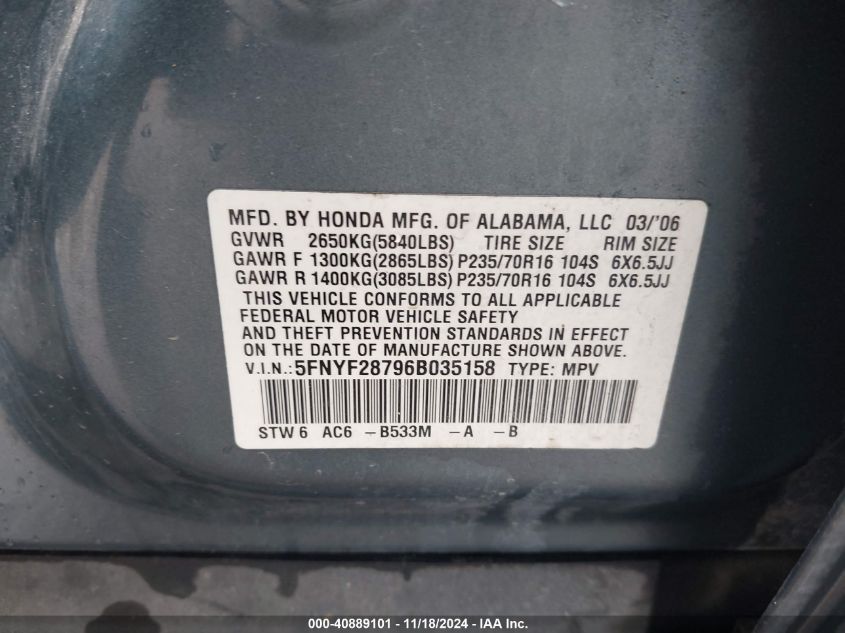 MFD. BY HONDA MFG. OF ALABAMA, LLC 03/'06
GVWR 2650KG(5840LBS) TIRE SIZE RIM SIZE
GAWR F 1300KG(2865LBS) P235/70R16 104S 6X6.5JJ
GAWR R 1400KG(3085LBS) P235/70R16 104S 6X6.5JJ
THIS VEHICLE CONFORMS TO ALL APPLICABLE
FEDERAL MOTOR VEHICLE SAFETY
AND THEFT PREVENTION STANDARDS IN EFFECT
ON THE DATE OF MANUFACTURE SHOWN ABOVE.
V.I.N.: 5FNYF28796B035158 TYPE: MPV
STW 6 AC6 -B533M -A -B
000-40889101 - 11/18/2024 - IAA Inc.